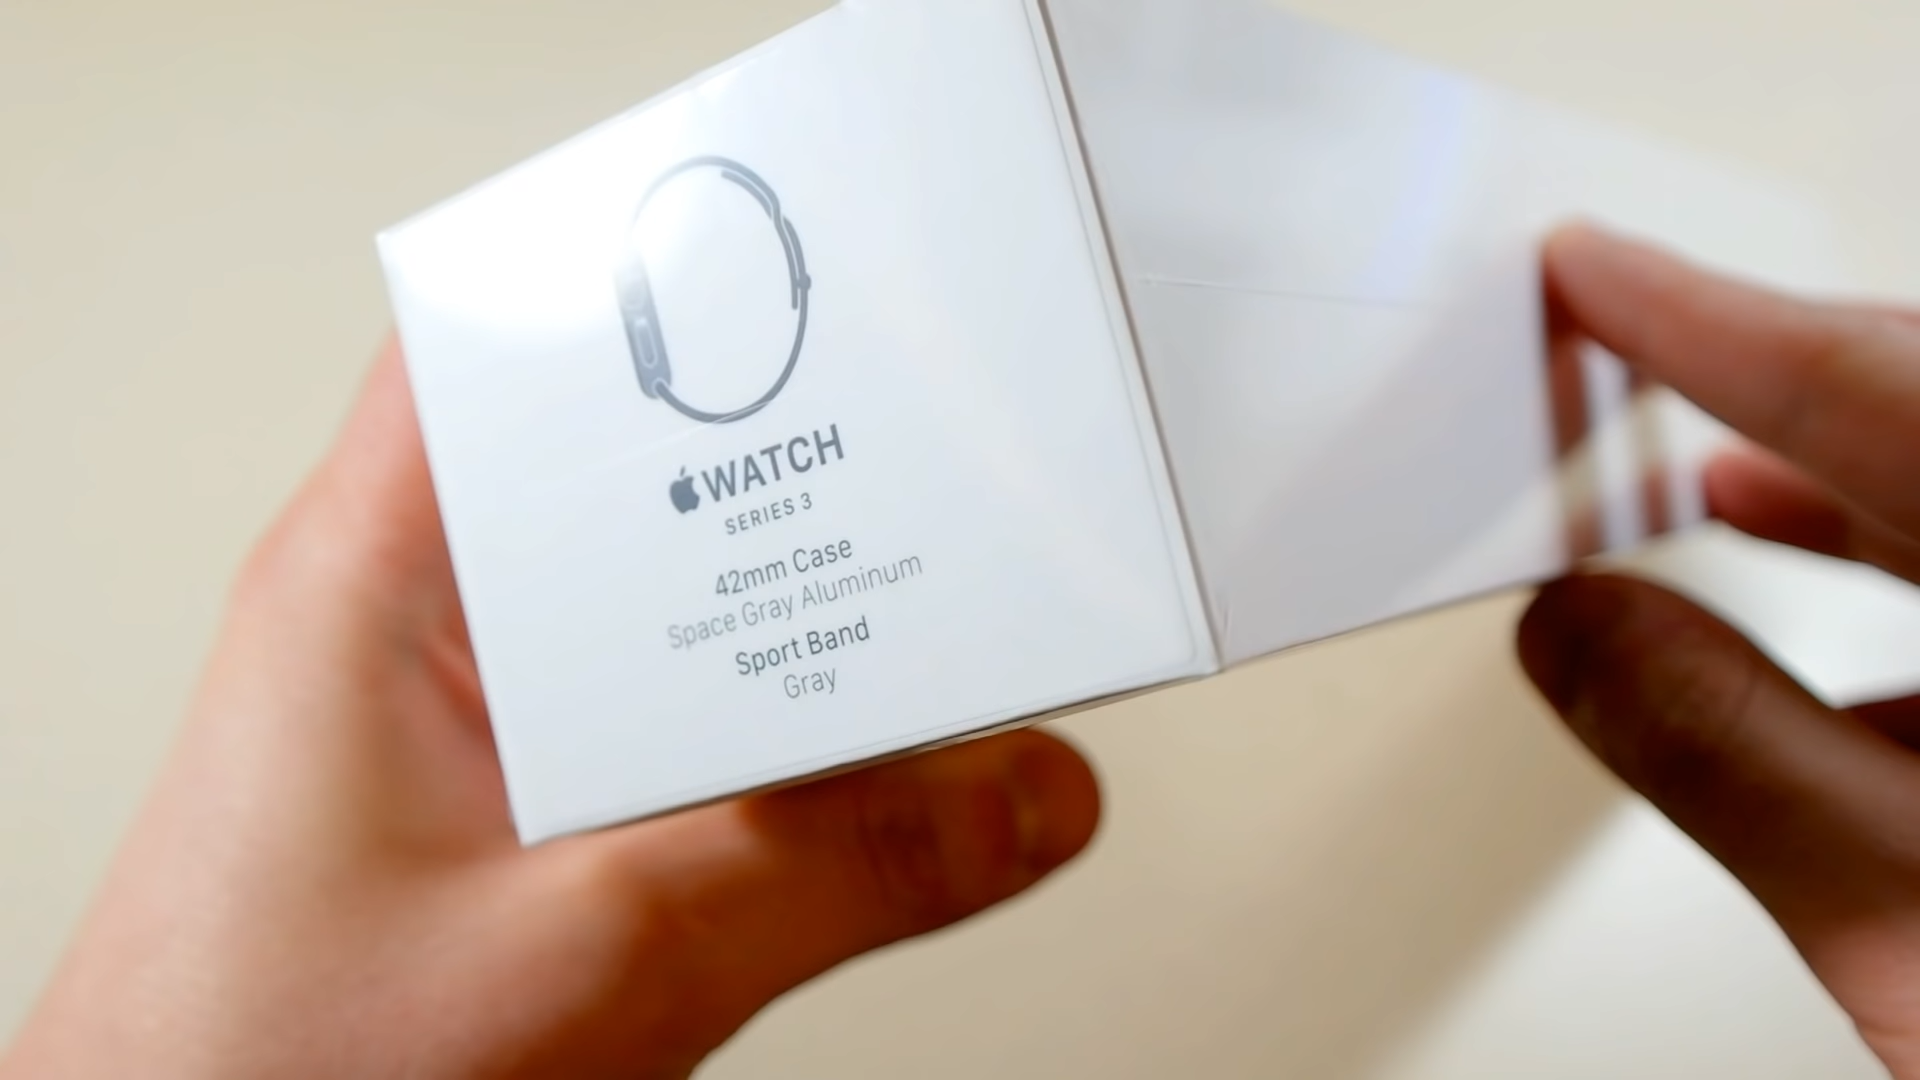 WATCH
SERIES 3
42mm Case
Space Gray Aluminum
Sport Band
Gray